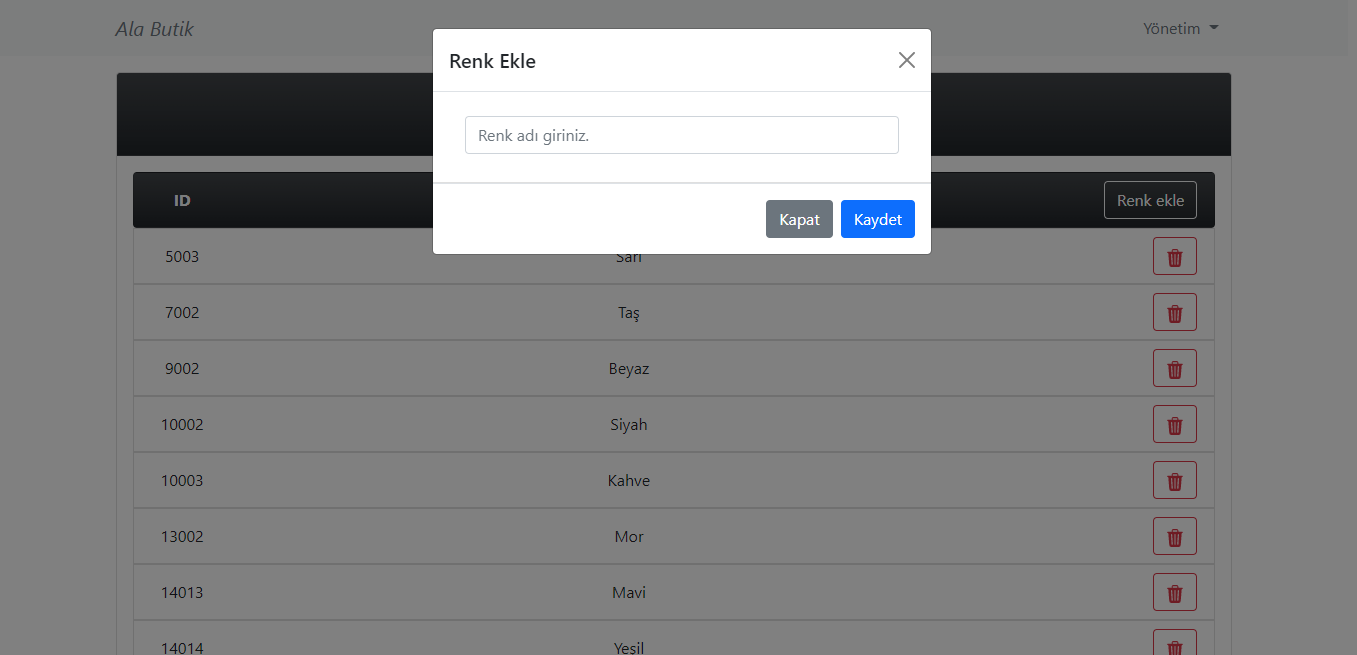 Ala Butik
Yönetim
Renk Ekle
Renk adı giriniz.
Kapat
Kaydet
ID
Renk ekle
5003 Sarı
7002 Taş
9002 Beyaz
10002 Siyah
10003 Kahve
13002 Mor
14013 Mavi
14014 Yeşil